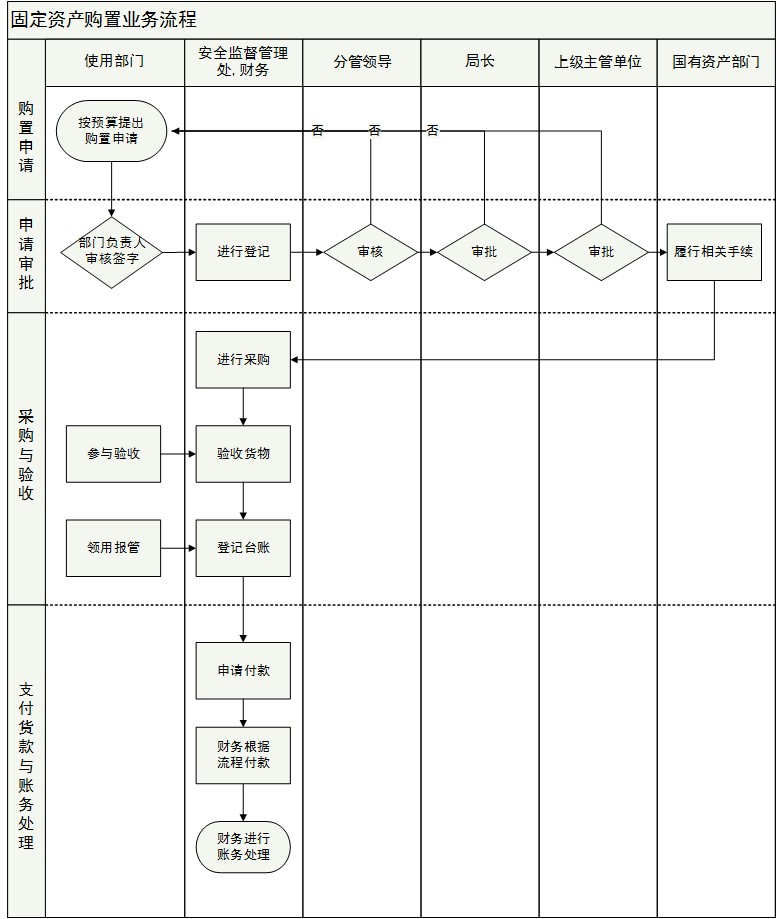 固定资产购置业务流程
使用部门
安全监督管理
处,财务
分管领导
局长
上级主管单位
国有资产部门
购置申请
按预算提出
购置申请
否
否
否
申请审批
部门负责人
审核签字
进行登记
审核
审批
审批
履行相关手续
采购与验收
进行采购
参与验收
验收货物
领用报管
登记台账
支付货款与账务处理
申请付款
财务根据
流程付款
财务进行
账务处理